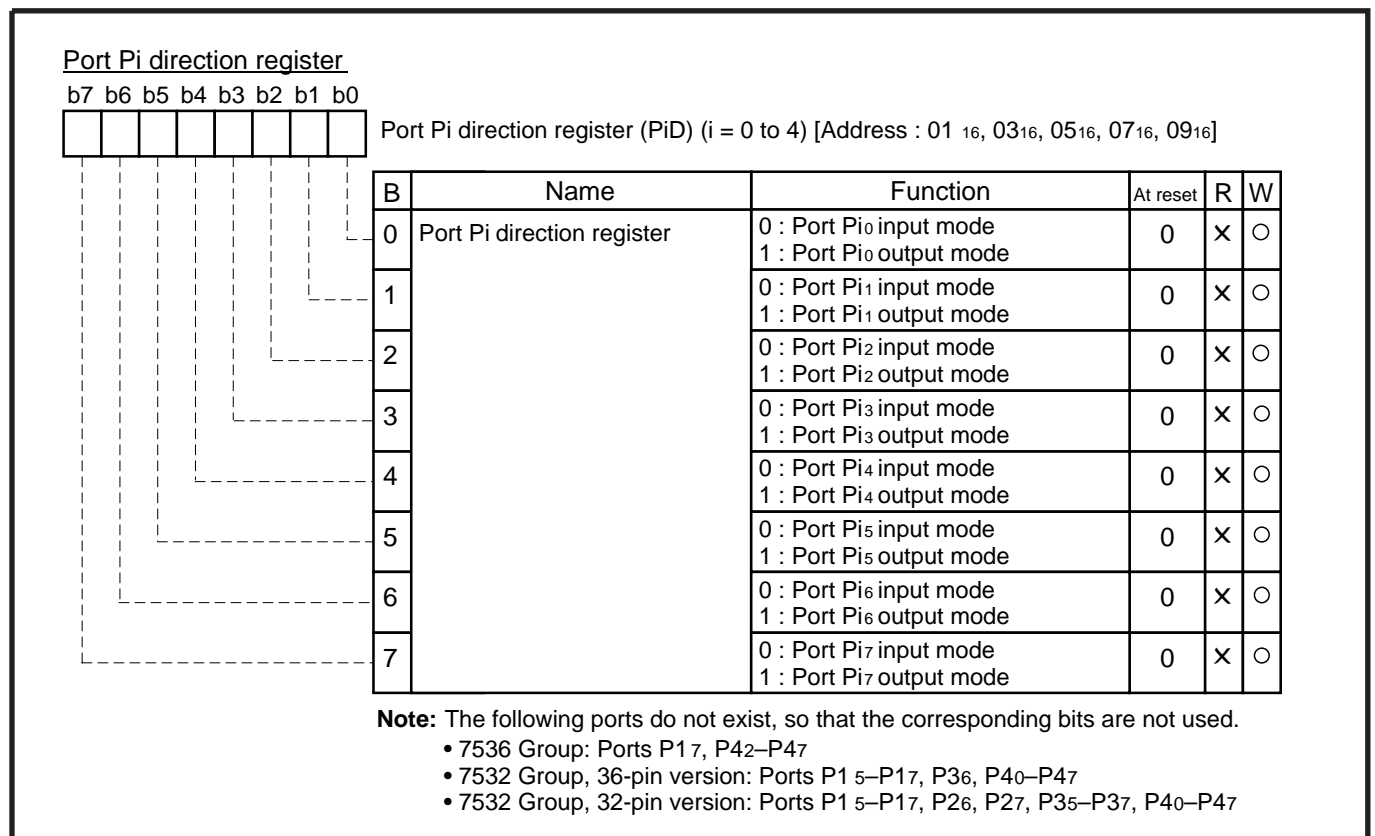 Port Pi direction register
b7 b6 b5 b4 b3 b2 b1 b0
Port Pi direction register (PiD) (i = 0 to 4) [Address : 01 16, 0316, 0516, 0716, 0916]
B Name Function At reset R W
0 Port Pi direction register 0 : Port Pi0 input mode 0 × ○
1 : Port Pi0 output mode
1 0 : Port Pi1 input mode 0 × ○
1 : Port Pi1 output mode
2 0 : Port Pi2 input mode 0 × ○
1 : Port Pi2 output mode
3 0 : Port Pi3 input mode 0 × ○
1 : Port Pi3 output mode
4 0 : Port Pi4 input mode 0 × ○
1 : Port Pi4 output mode
5 0 : Port Pi5 input mode 0 × ○
1 : Port Pi5 output mode
6 0 : Port Pi6 input mode 0 × ○
1 : Port Pi6 output mode
7 0 : Port Pi7 input mode 0 × ○
1 : Port Pi7 output mode
Note: The following ports do not exist, so that the corresponding bits are not used.
• 7536 Group: Ports P17, P42–P47
• 7532 Group, 36-pin version: Ports P15–P17, P36, P40–P47
• 7532 Group, 32-pin version: Ports P15–P17, P26, P27, P35–P37, P40–P47